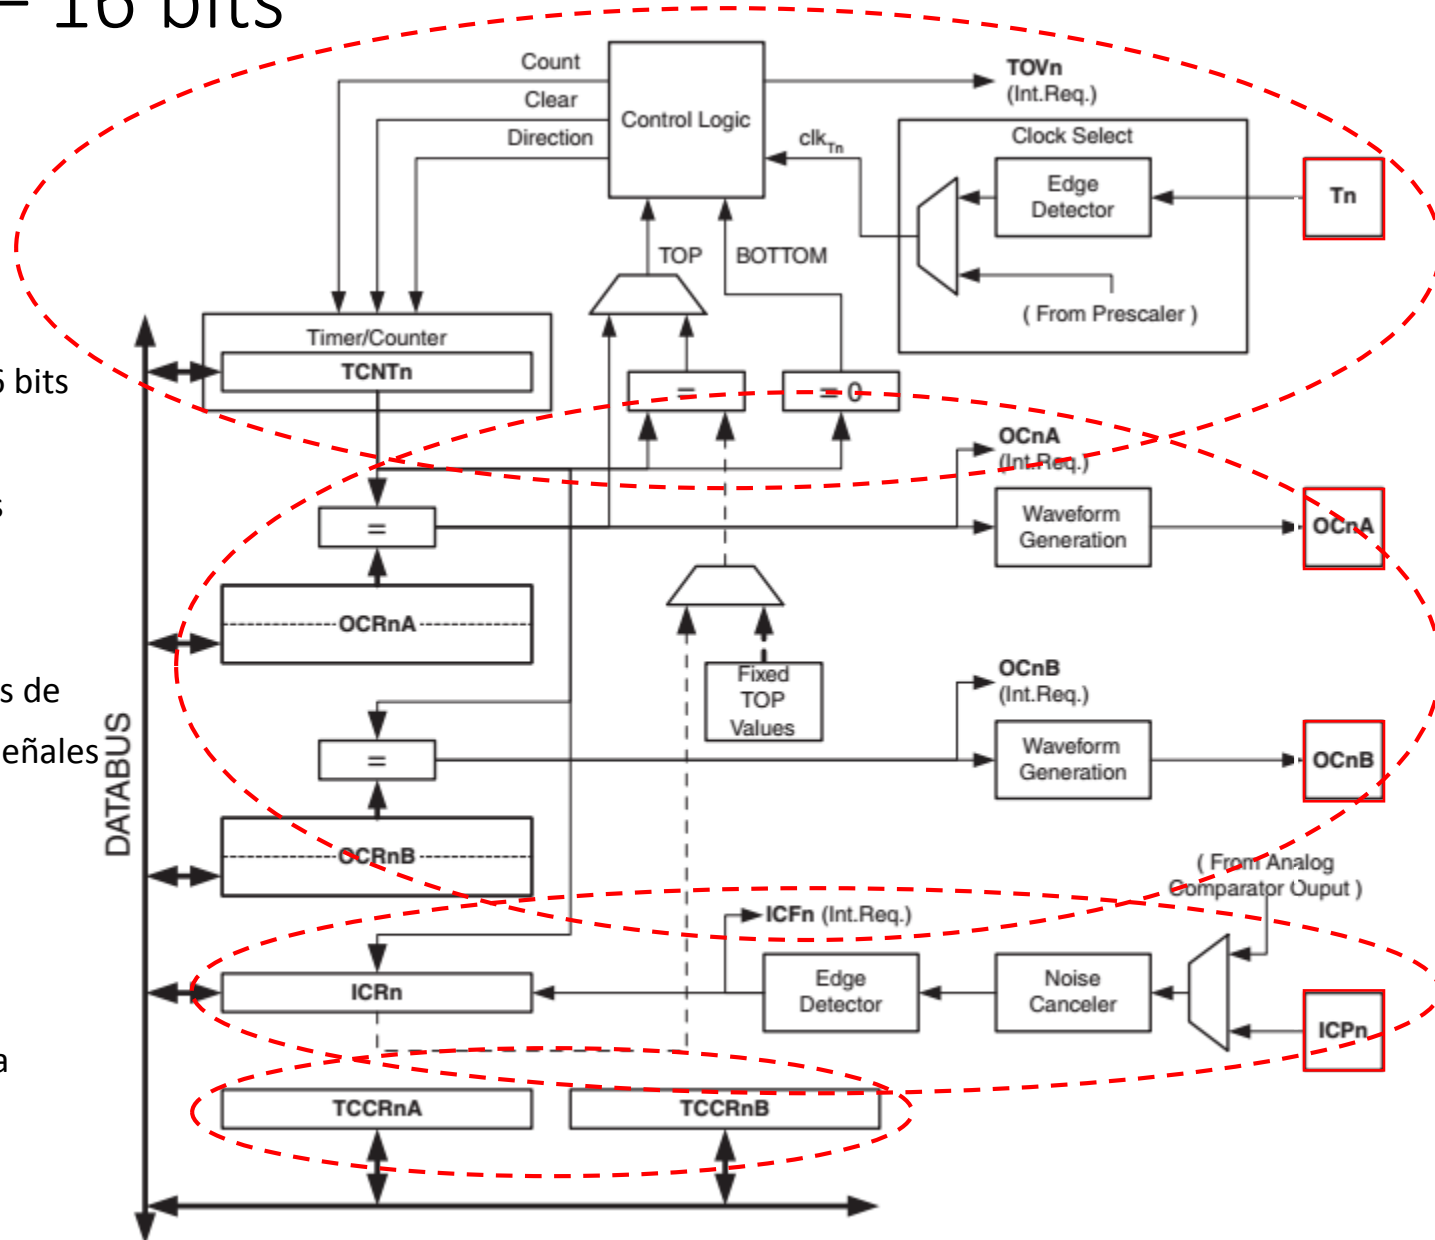 – 16 bits
Count
Clear
Direction
Control Logic
TOVn
(Int.Req.)
clkTn
Clock Select
Edge
Detector
Tn
TOP
BOTTOM
( From Prescaler )
Timer/Counter
TCNTn
6 bits
=
= 0
OCnA
(Int.Req.)
s
=
Waveform
Generation
OCnA
OCRnA
s de
eñales
Fixed
TOP
Values
OCnB
(Int.Req.)
DATABUS
=
Waveform
Generation
OCnB
OCRnB
( From Analog
Comparator Ouput )
ICFn (Int.Req.)
ICRn
Edge
Detector
Noise
Canceler
ICPn
a
TCCRnA
TCCRnB